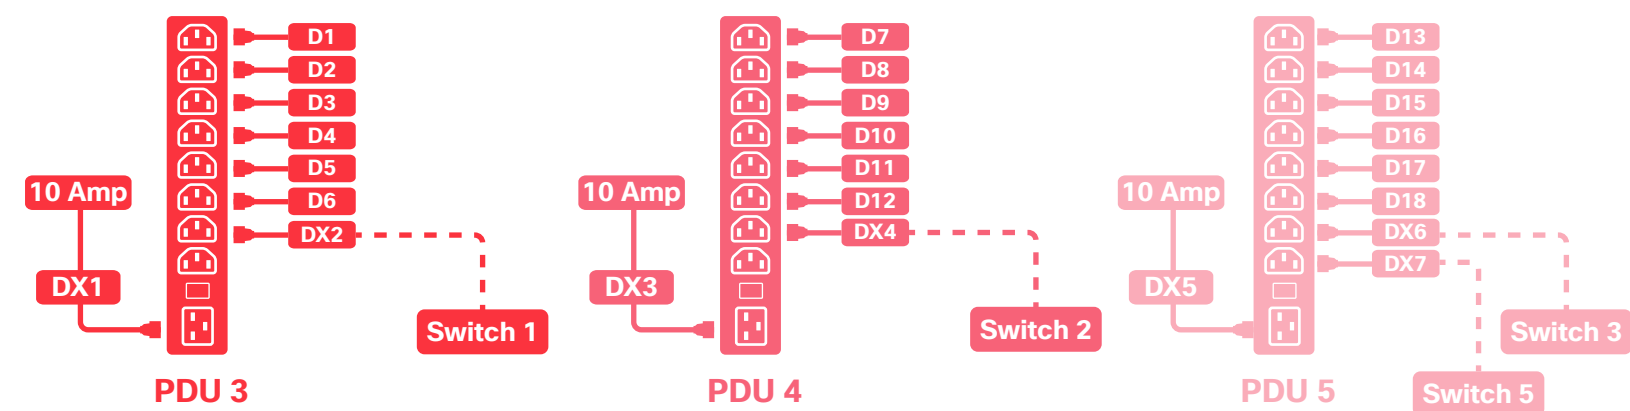 D1
D2
D3
D4
D5
D6
DX2
10 Amp
DX1
Switch 1
PDU 3
D7
D8
D9
D10
D11
D12
DX4
10 Amp
DX3
Switch 2
PDU 4
D13
D14
D15
D16
D17
D18
DX6
DX7
10 Amp
DX5
Switch 3
Switch 5
PDU 5